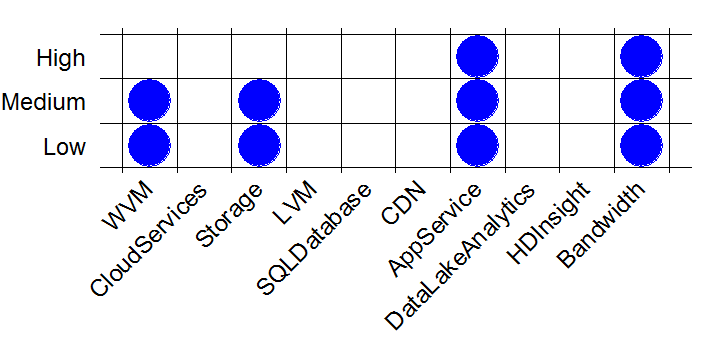 High
Medium
Low
WVM
CloudServices
Storage
LVM
SQLDatabase
CDN
AppService
DataLakeAnalytics
HDInsight
Bandwidth